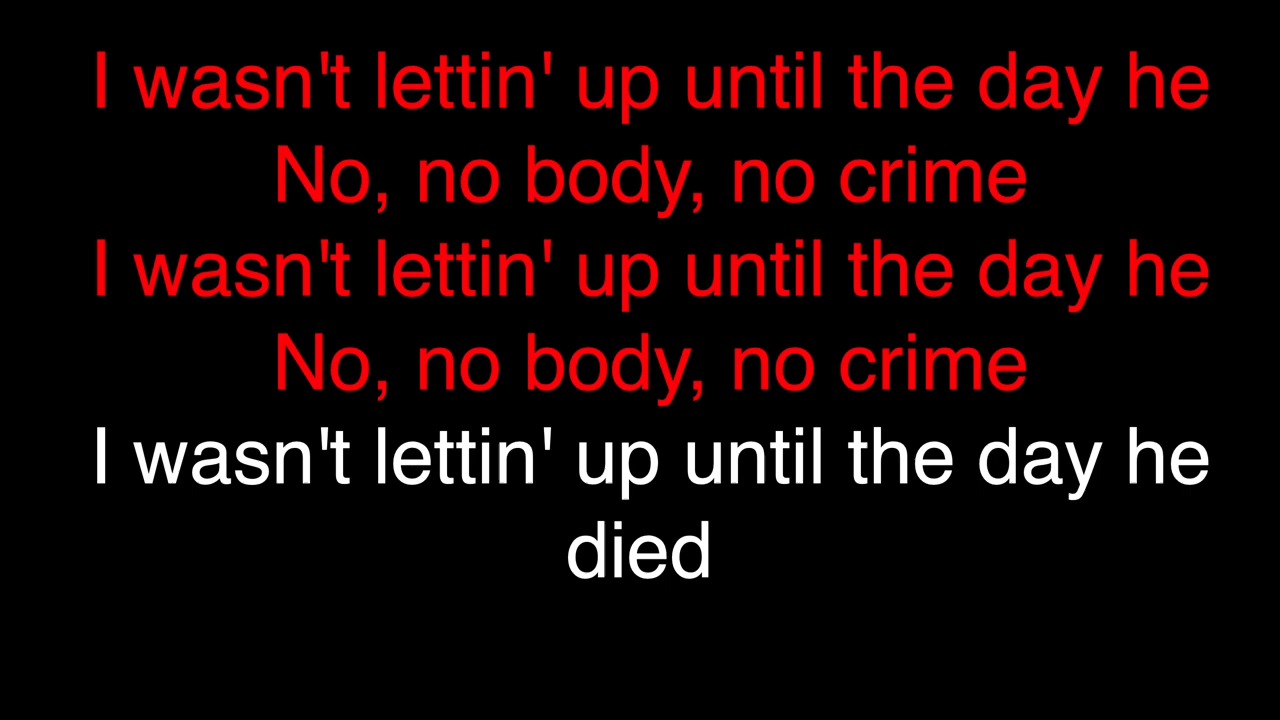 I wasn't lettin' up until the day he
No, no body, no crime
I wasn't lettin' up until the day he
No, no body, no crime
I wasn't lettin' up until the day he
died